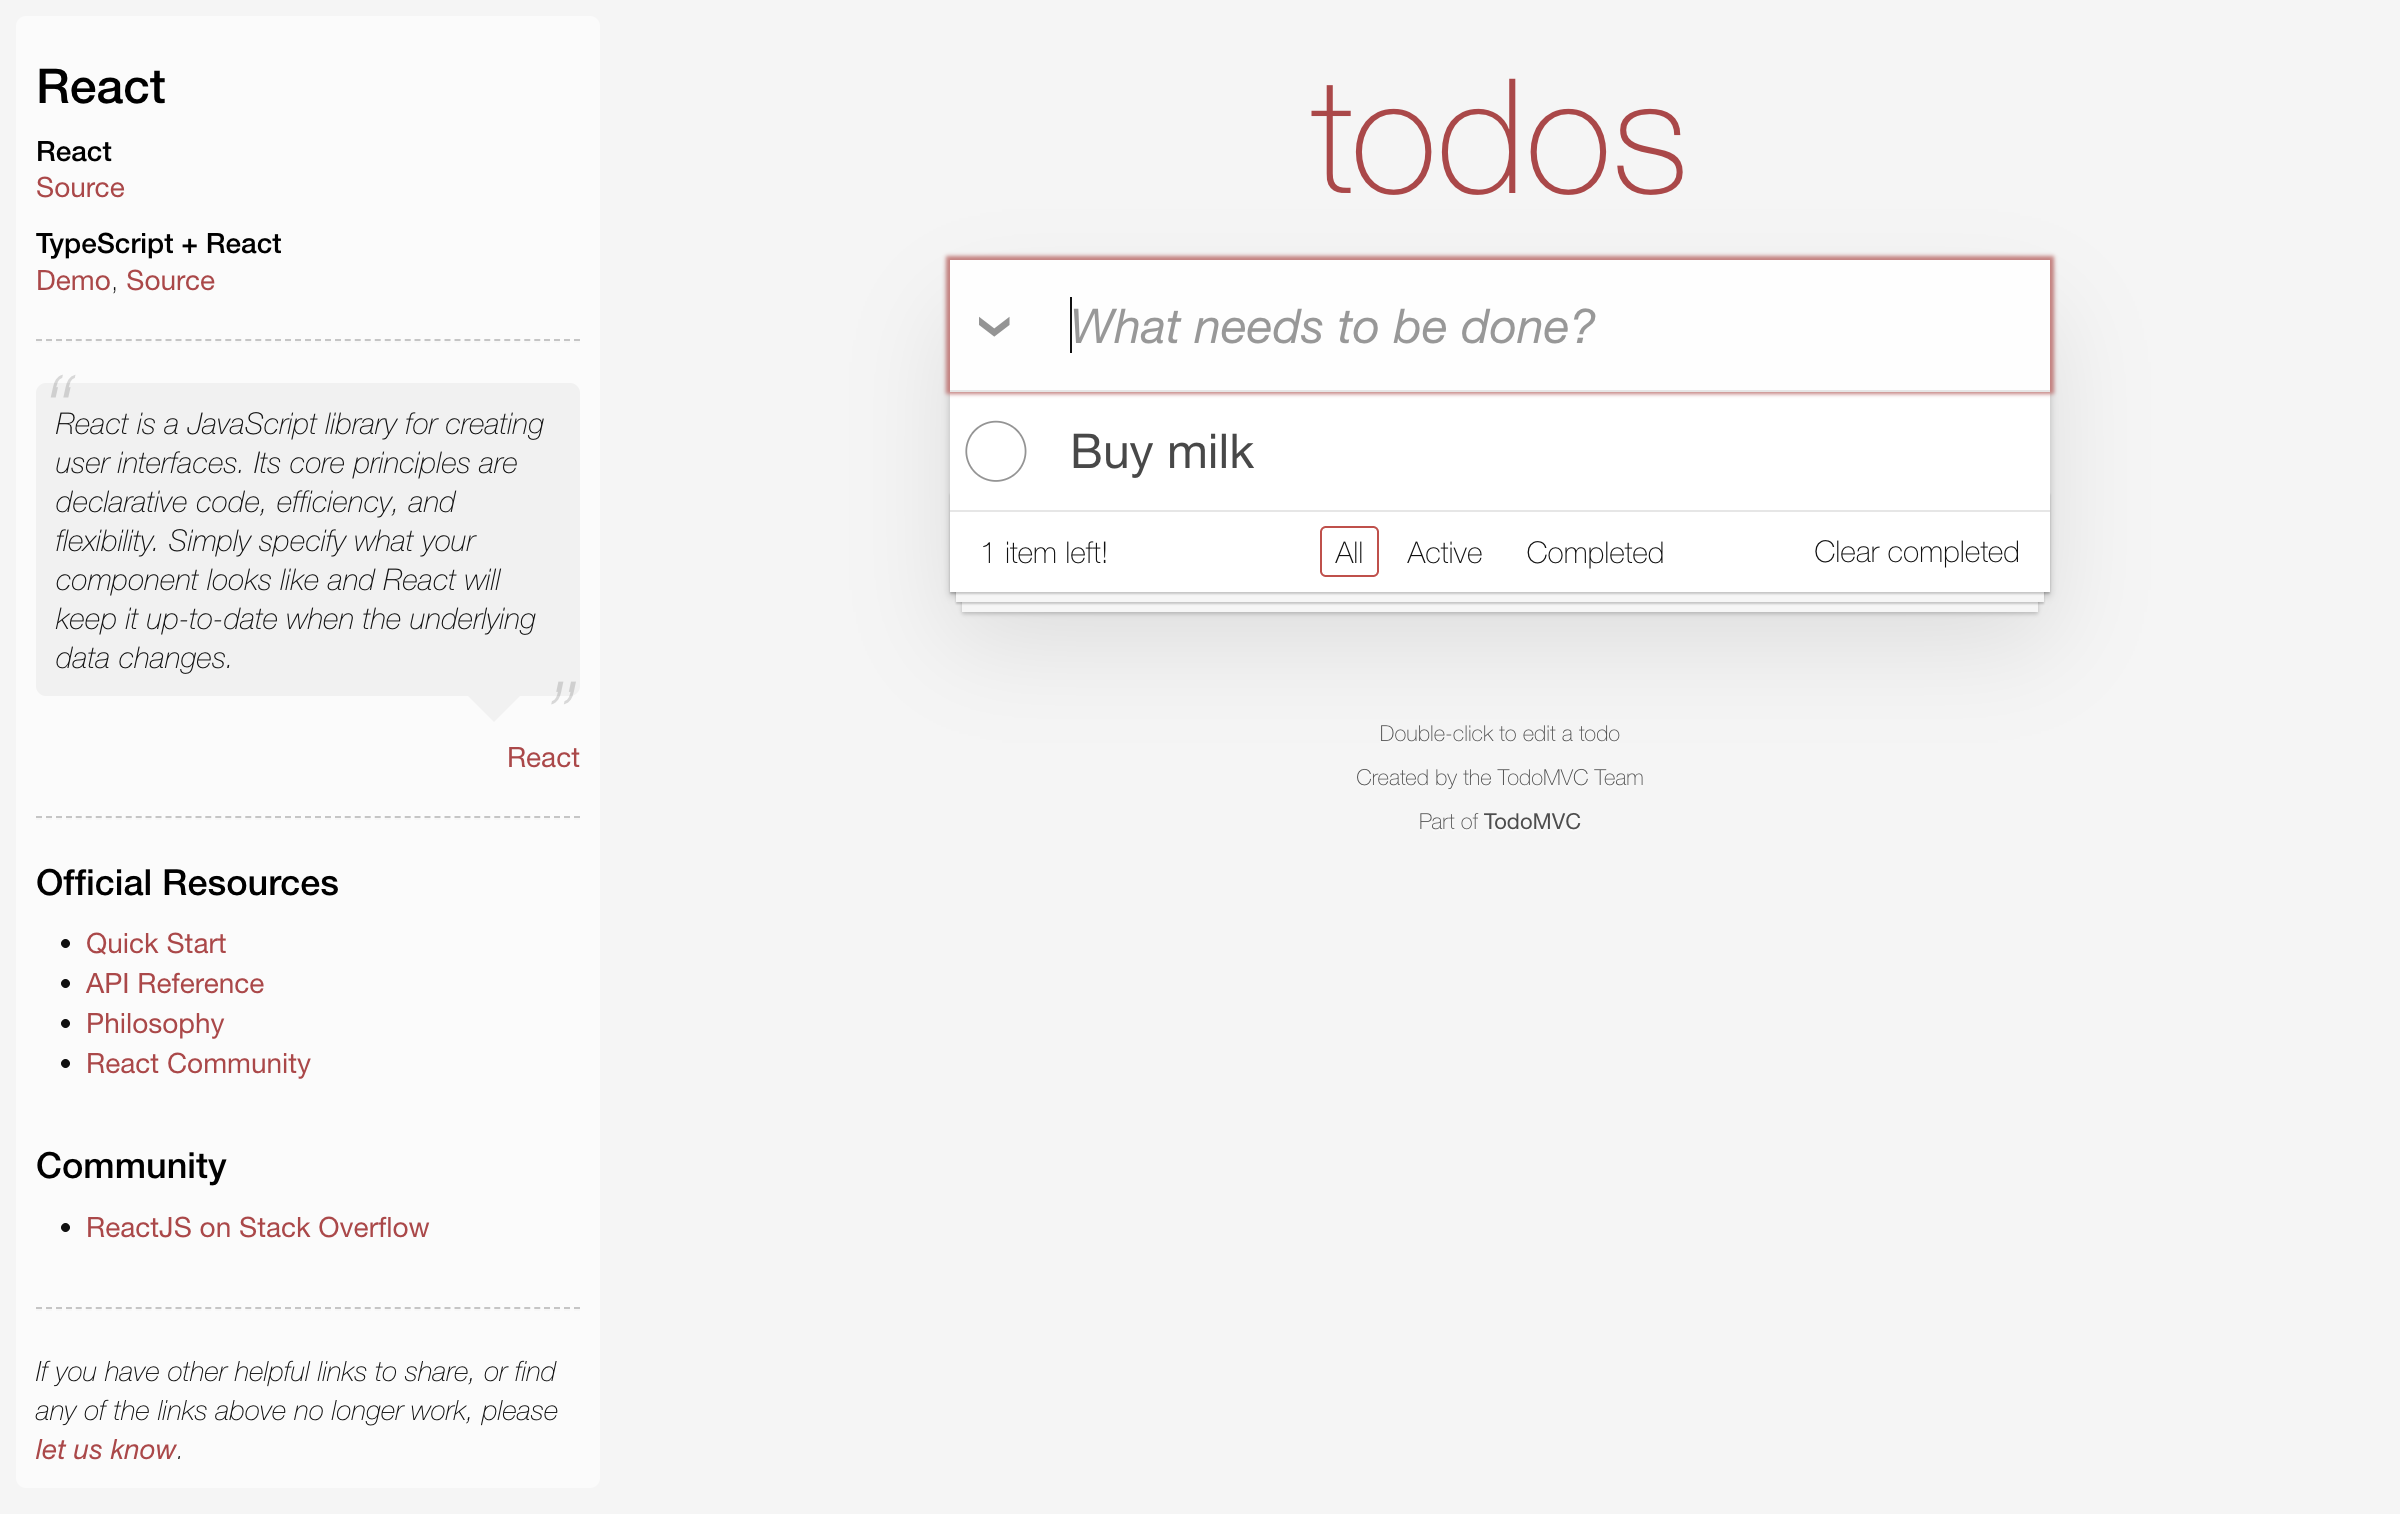 React
React
Source
TypeScript + React
Demo, Source
“
React is a JavaScript library for creating
user interfaces. Its core principles are
declarative code, efficiency, and
flexibility. Simply specify what your
component looks like and React will
keep it up-to-date when the underlying
data changes.
”
React
Official Resources
• Quick Start
• API Reference
• Philosophy
• React Community
Community
• ReactJS on Stack Overflow
If you have other helpful links to share, or find
any of the links above no longer work, please
let us know.
todos
What needs to be done?
Buy milk
1 item left! All Active Completed Clear completed
Double-click to edit a todo
Created by the TodoMVC Team
Part of TodoMVC